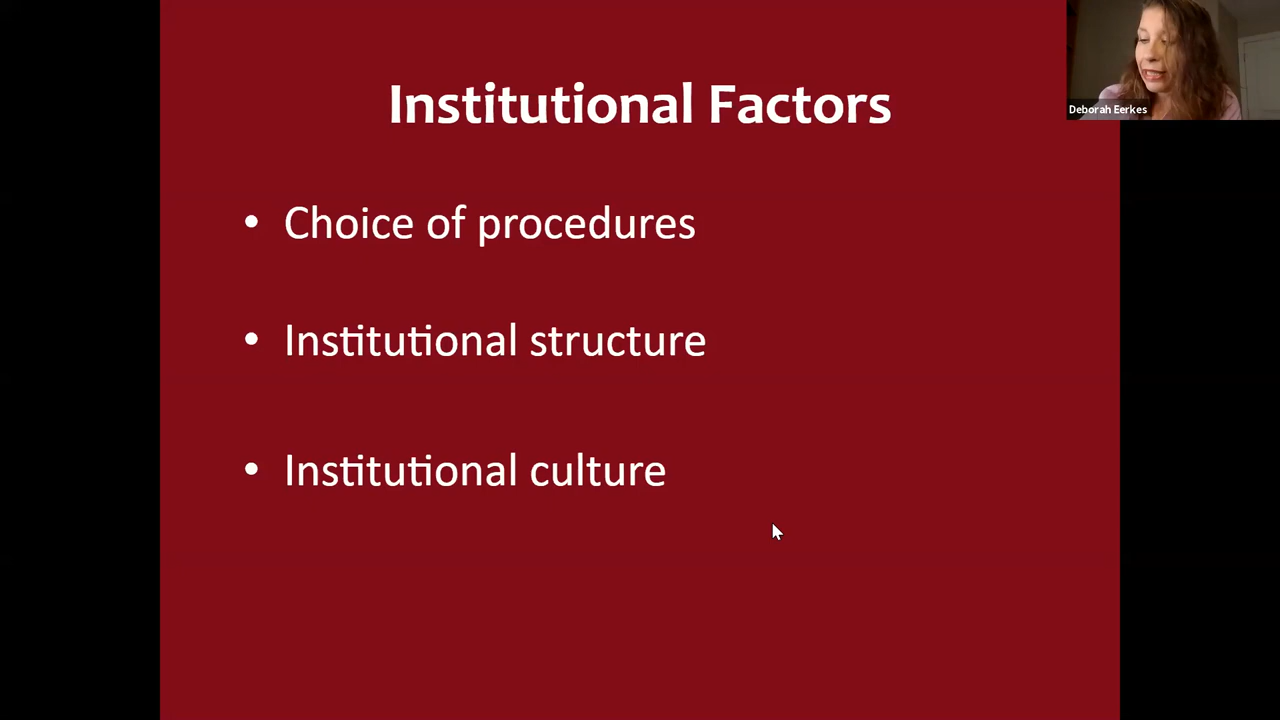 Institutional Factors
Deborah Eerkes
• Choice of procedures
• Institutional structure
• Institutional culture